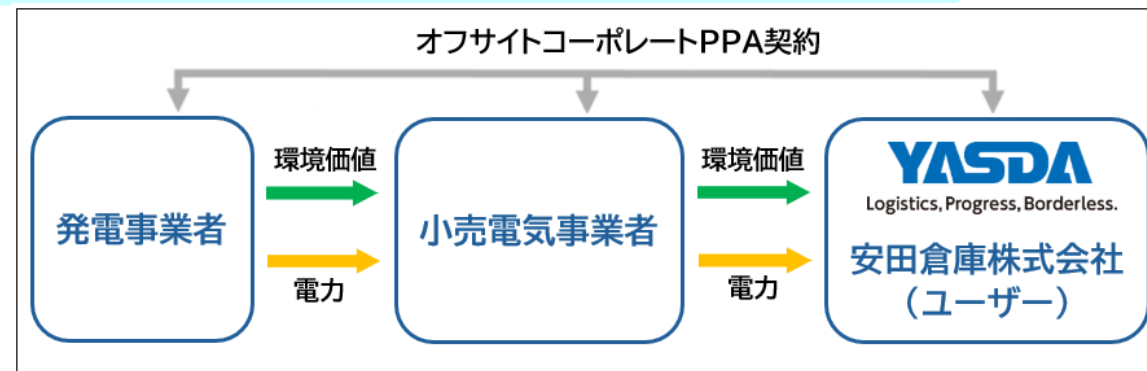 オフサイトコーポレートPPA契約
発電事業者
環境価値
電力
小売電気事業者
環境価値
電力
YASDA
Logistics, Progress, Borderless.
安田倉庫株式会社
（ユーザー）